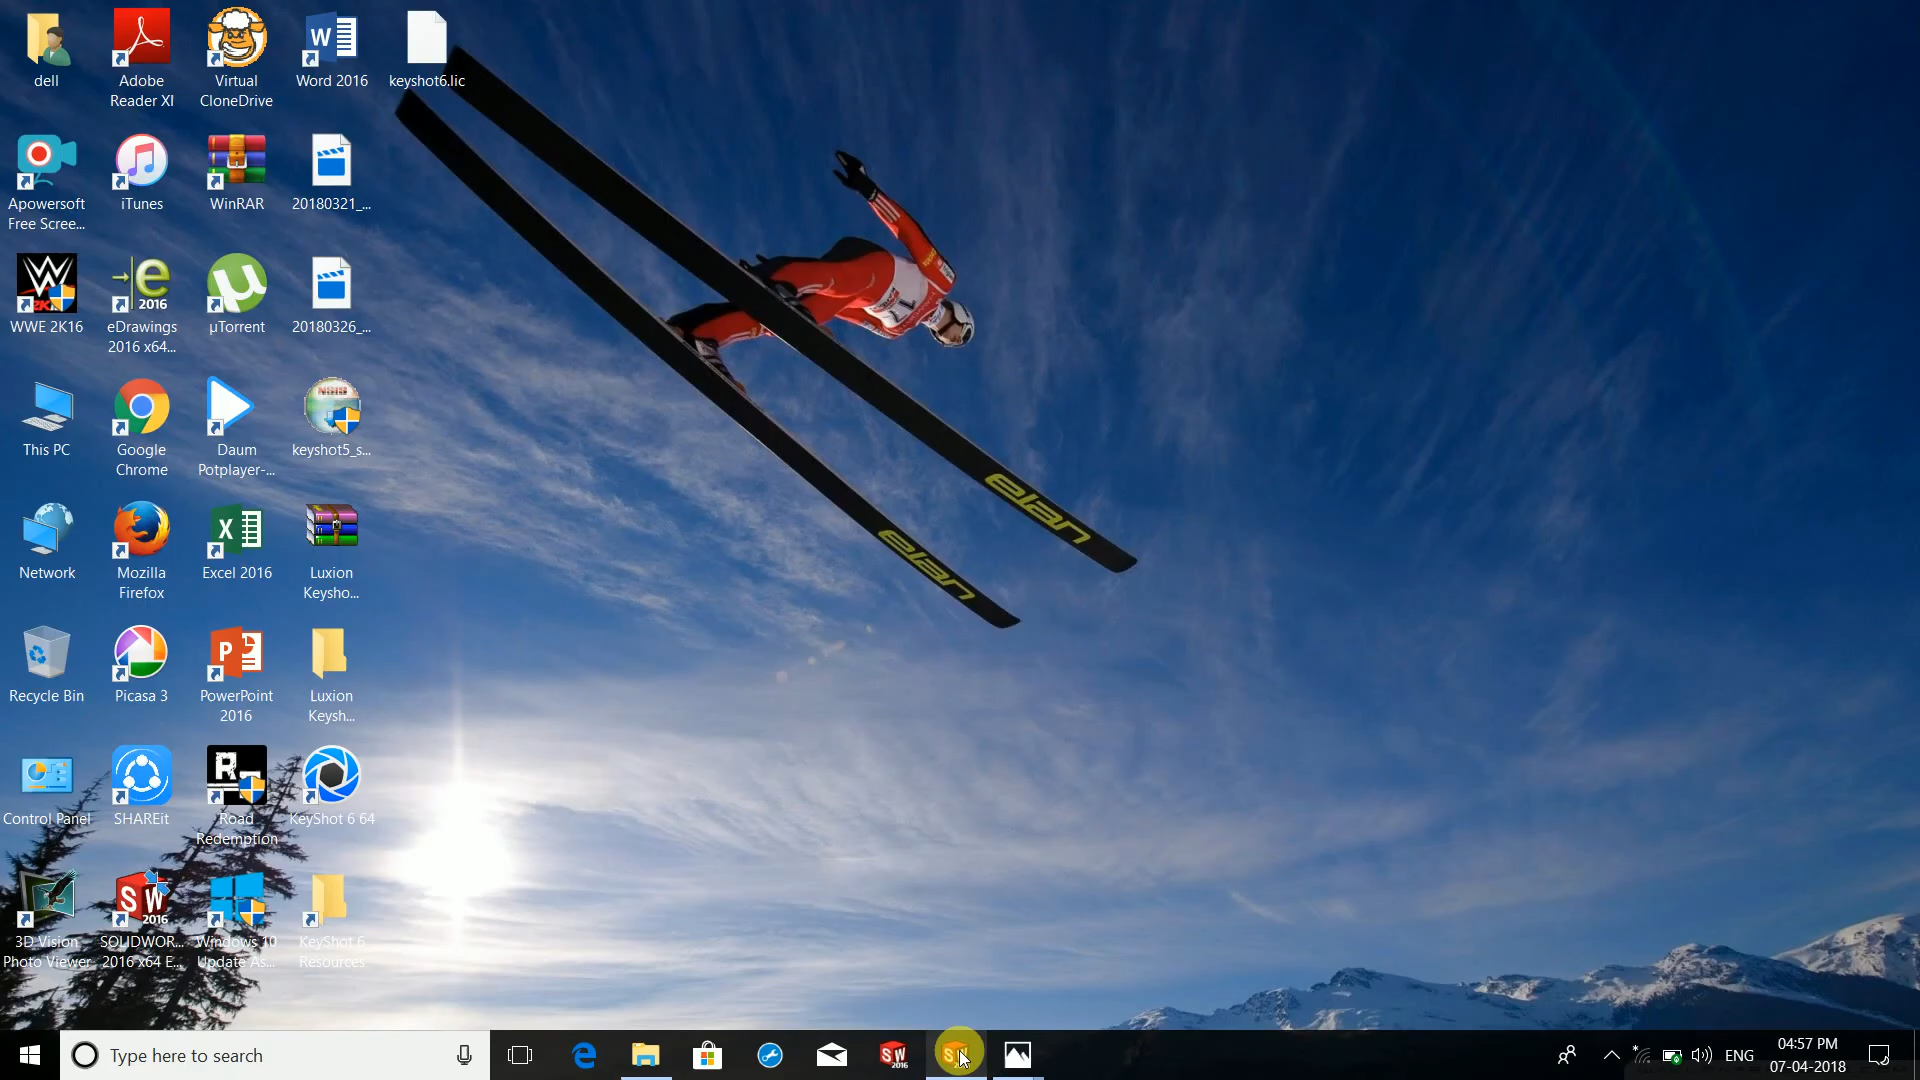 dell
Adobe
Reader XI
Virtual
CloneDrive
Word 2016
keyshot6.lic
Apowersoft
Free Scree...
iTunes
WinRAR
20180321_...
WWE 2K16
eDrawings
2016 x64...
µTorrent
20180326_...
This PC
Google
Chrome
Daum
Potplayer-...
keyshot5_s...
Network
Mozilla
Firefox
Excel 2016
Luxion
Keysho...
Recycle Bin
Picasa 3
PowerPoint
2016
Luxion
Keysh...
Control Panel
SHAREit
Road
Redemption
KeyShot 6 64
3D Vision
Photo Viewer
SOLIDWOR...
2016 x64 E...
Windows 10
Update As...
KeyShot 6
Resources
elan
elan
Type here to search
ENG
04:57 PM
07-04-2018